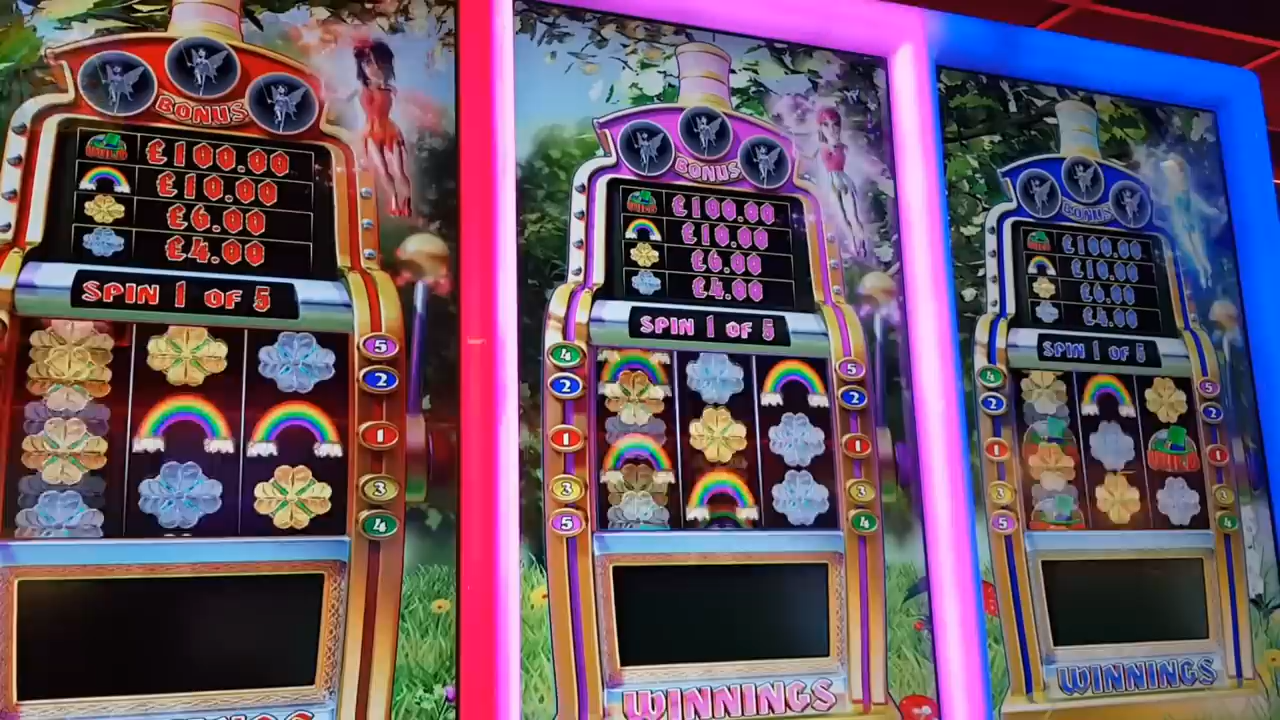 BONUS
WILD £100.00
£10.00
£6.00
£4.00
SPIN 1 OF 5
5
2
1
3
4
BONUS
£100.00
£10.00
£6.00
£4.00
SPIN 1 OF 5
4 5
2 2
1 1
3 3
5 4
WINNINGS
BONUS
£100.00
£10.00
£6.00
£4.00
SPIN 1 OF 5
4 5
2 2
1 WILD 1
3 3
5 4
WINNINGS